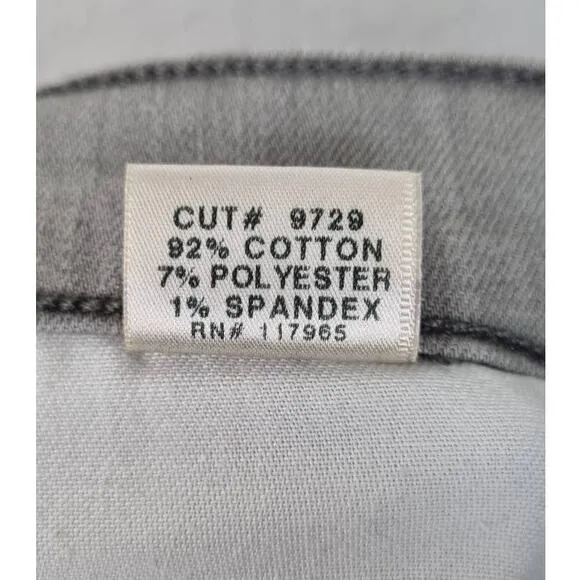 CUT# 9729
92% COTTON
7% POLYESTER
1% SPANDEX
RN# 117965